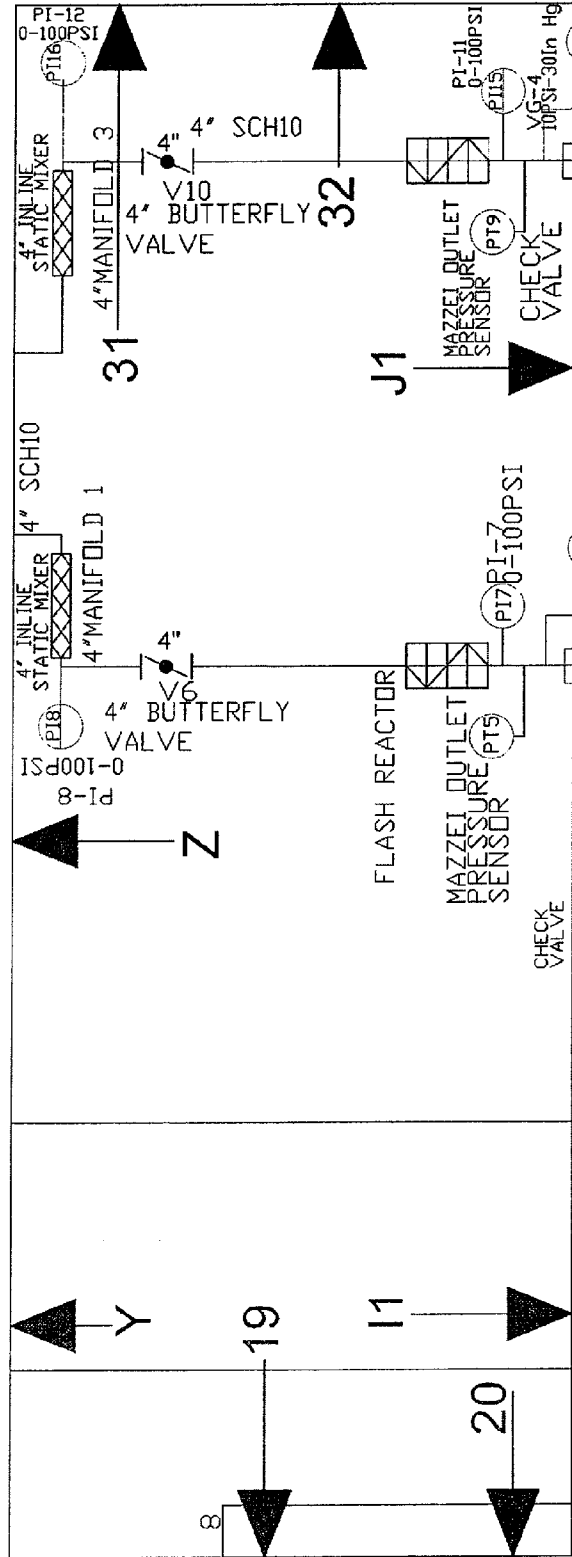 PI-12
0-100PSI
PI16
4" INLINE
STATIC MIXER
4"MANIFOLD 3
31
4"
V10
4" SCH10
4" BUTTERFLY
VALVE
32
PI-11
0-100PSI
PI15
VG-4
10PSI-30In Hg
MAZZEI OUTLET
PRESSURE
SENSOR
PT9
CHECK
VALVE
J1
4" SCH10
4" INLINE
STATIC MIXER
4"MANIFOLD 1
PI8
0-100PSI
PI-8
4"
V6
4" BUTTERFLY
VALVE
Z
FLASH REACTOR
PI7
PI-7
0-100PSI
MAZZEI OUTLET
PRESSURE
SENSOR
PT5
CHECK
VALVE
Y
19
I1
20
8